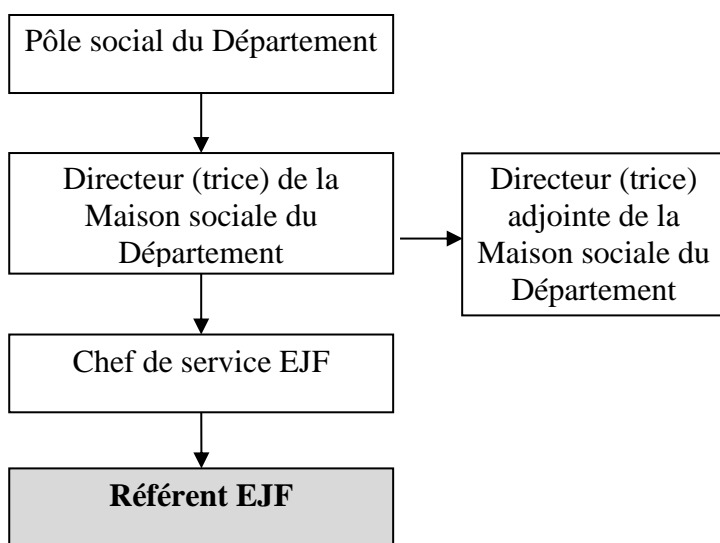 Pôle social du Département
Directeur (trice) de la
Maison sociale du
Département
Directeur (trice)
adjointe de la
Maison sociale du
Département
Chef de service EJF
Référent EJF